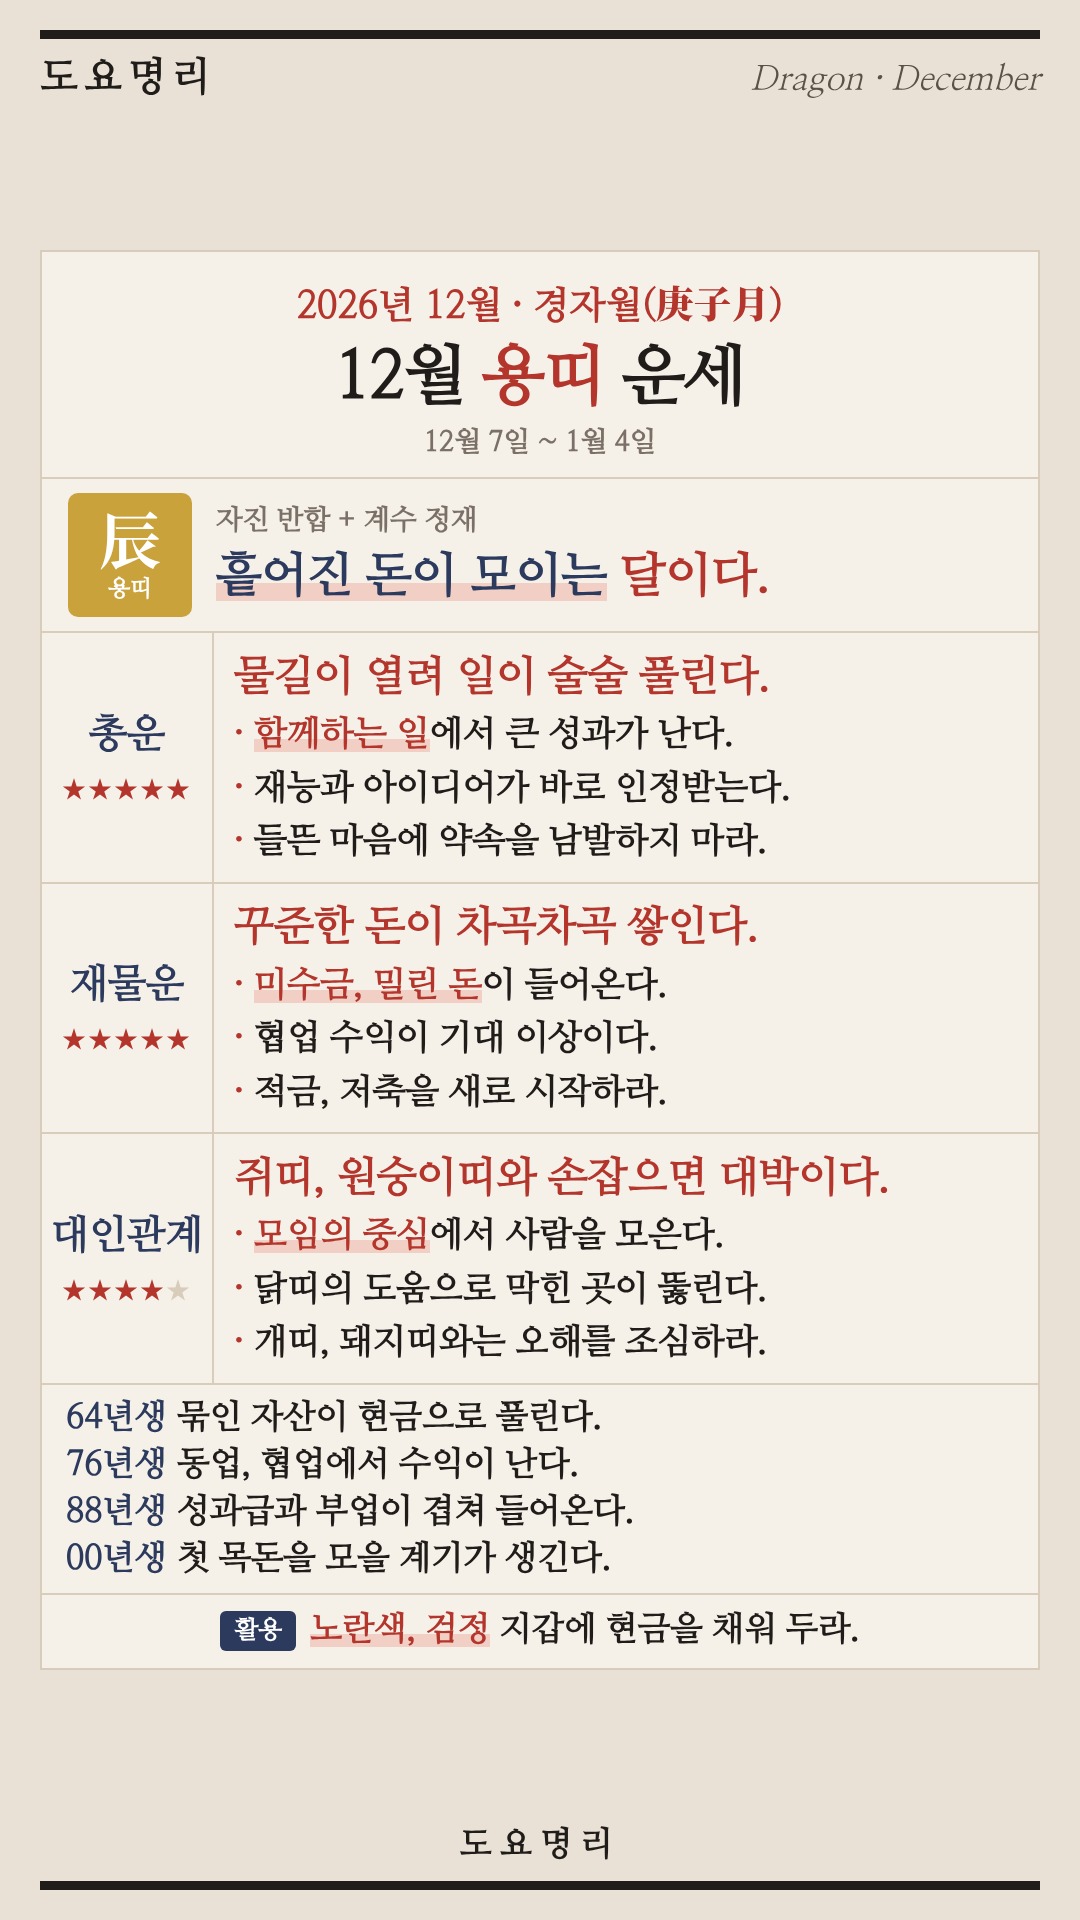 도요명리
Dragon · December
2026년 12월 · 경자월(庚子月)
12월 용띠 운세
12월 7일 ~ 1월 4일
辰
용띠
자진 반합 + 계수 정재
흩어진 돈이 모이는 달이다.
총운
★★★★★
물길이 열려 일이 술술 풀린다.
· 함께하는 일에서 큰 성과가 난다.
· 재능과 아이디어가 바로 인정받는다.
· 들뜬 마음에 약속을 남발하지 마라.
재물운
★★★★★
꾸준한 돈이 차곡차곡 쌓인다.
· 미수금, 밀린 돈이 들어온다.
· 협업 수익이 기대 이상이다.
· 적금, 저축을 새로 시작하라.
대인관계
★★★★★
쥐띠, 원숭이띠와 손잡으면 대박이다.
· 모임의 중심에서 사람을 모은다.
· 닭띠의 도움으로 막힌 곳이 뚫린다.
· 개띠, 돼지띠와는 오해를 조심하라.
64년생 묶인 자산이 현금으로 풀린다.
76년생 동업, 협업에서 수익이 난다.
88년생 성과급과 부업이 겹쳐 들어온다.
00년생 첫 목돈을 모을 계기가 생긴다.
활용 노란색, 검정 지갑에 현금을 채워 두라.
도요명리